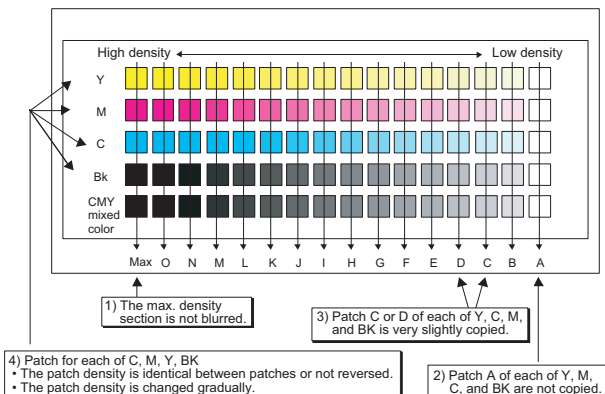 High density Low density
Y
M
C
Bk
CMY
mixed
color
Max O N M L K J I H G F E D C B A
1) The max. density
section is not blurred.
3) Patch C or D of each of Y, C, M,
and BK is very slightly copied.
4) Patch for each of C, M, Y, BK
• The patch density is identical between patches or not reversed.
• The patch density is changed gradually.
2) Patch A of each of Y, M,
C, and BK are not copied.